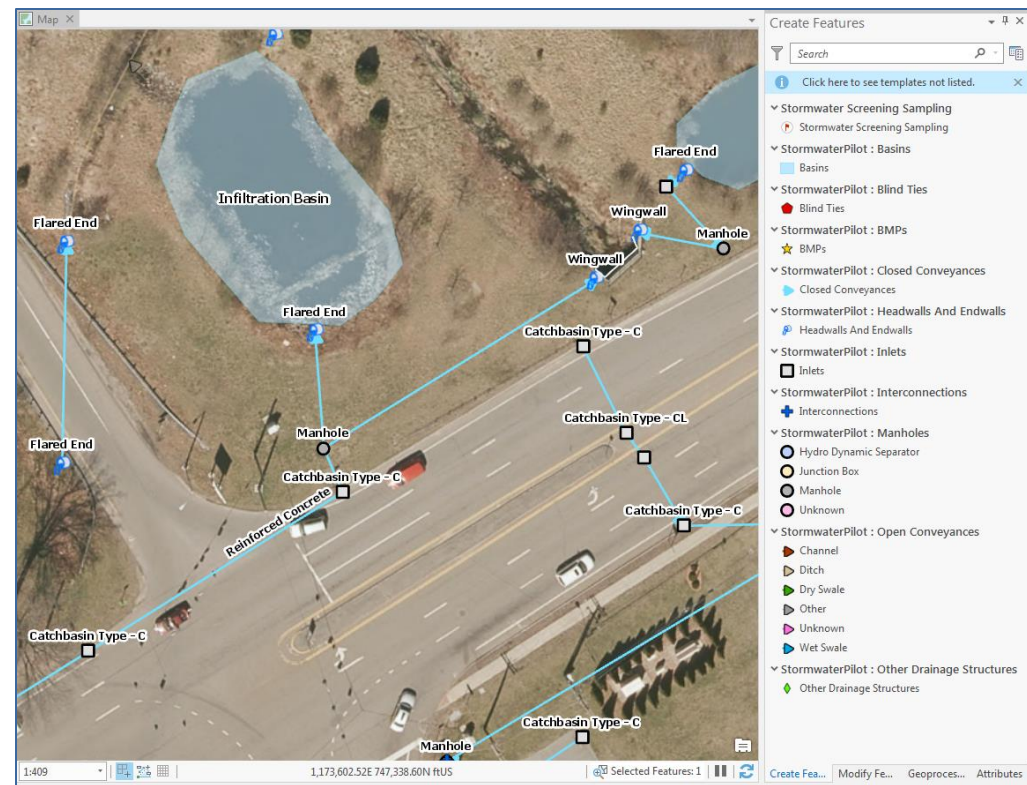 Map
Flared End
Infiltration Basin
Wingwall
Flared End
Manhole
Wingwall
Flared End
Catchbasin Type - C
Catchbasin Type - CL
Manhole
Flared End
Catchbasin Type - C
Reinforced Concrete
Catchbasin Type - C
Catchbasin Type - C
Catchbasin Type - C
Manhole
1:409
1,173,602.52E 747,338.60N ftUS
Selected Features: 1
Create Features
Search
Click here to see templates not listed.
Stormwater Screening Sampling
Stormwater Screening Sampling
StormwaterPilot : Basins
Basins
StormwaterPilot : Blind Ties
Blind Ties
StormwaterPilot : BMPs
BMPs
StormwaterPilot : Closed Conveyances
Closed Conveyances
StormwaterPilot : Headwalls And Endwalls
Headwalls And Endwalls
StormwaterPilot : Inlets
Inlets
StormwaterPilot : Interconnections
Interconnections
StormwaterPilot : Manholes
Hydro Dynamic Separator
Junction Box
Manhole
Unknown
StormwaterPilot : Open Conveyances
Channel
Ditch
Dry Swale
Other
Unknown
Wet Swale
StormwaterPilot : Other Drainage Structures
Other Drainage Structures
Create Fea... Modify Fe... Geoproces... Attributes